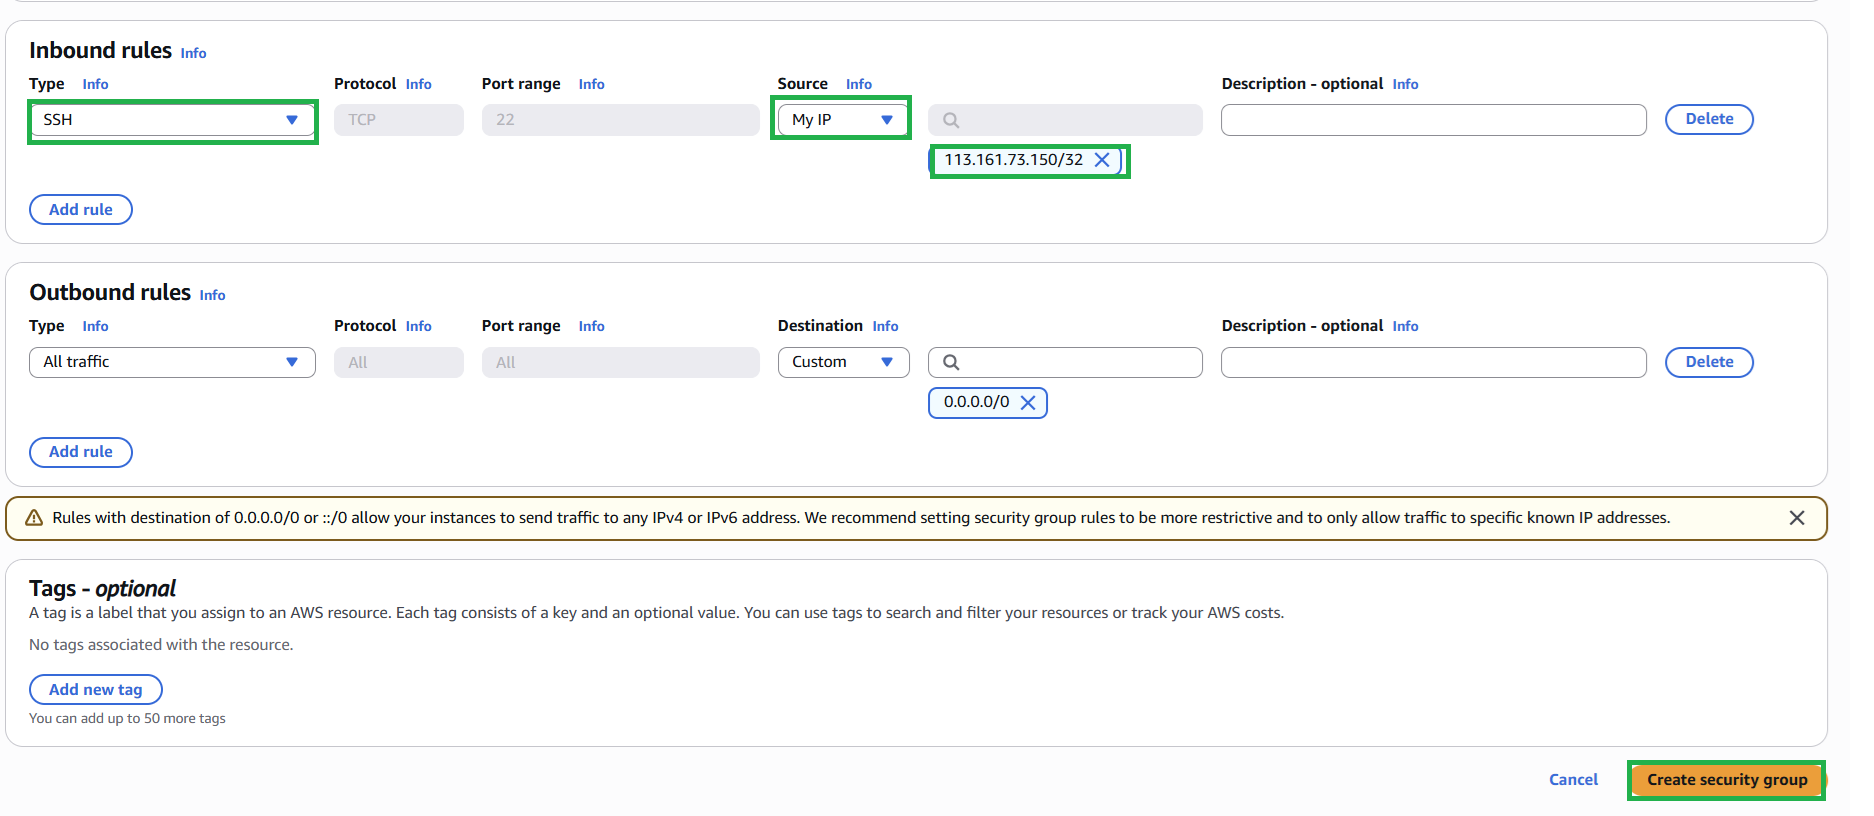 Inbound rules Info
Type Info Protocol Info Port range Info Source Info Description - optional Info
SSH TCP 22 My IP Delete
113.161.73.150/32
Add rule
Outbound rules Info
Type Info Protocol Info Port range Info Destination Info Description - optional Info
All traffic All All Custom Delete
0.0.0.0/0
Add rule
Rules with destination of 0.0.0.0/0 or ::/0 allow your instances to send traffic to any IPv4 or IPv6 address. We recommend setting security group rules to be more restrictive and to only allow traffic to specific known IP addresses.
Tags - optional
A tag is a label that you assign to an AWS resource. Each tag consists of a key and an optional value. You can use tags to search and filter your resources or track your AWS costs.
No tags associated with the resource.
Add new tag
You can add up to 50 more tags
Cancel Create security group